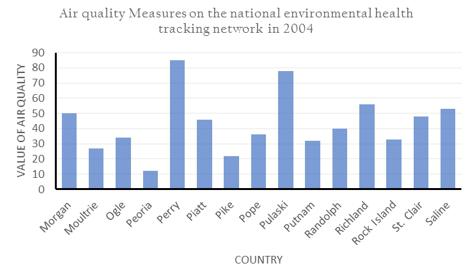 Air quality Measures on the national environmental health
tracking network in 2004
VALUE OF AIR QUALITY
90
80
70
60
50
40
30
20
10
0
Morgan
Moultrie
Ogle
Peoria
Perry
Piatt
Pike
Pope
Pulaski
Putnam
Randolph
Richland
Rock Island
St. Clair
Saline
COUNTRY